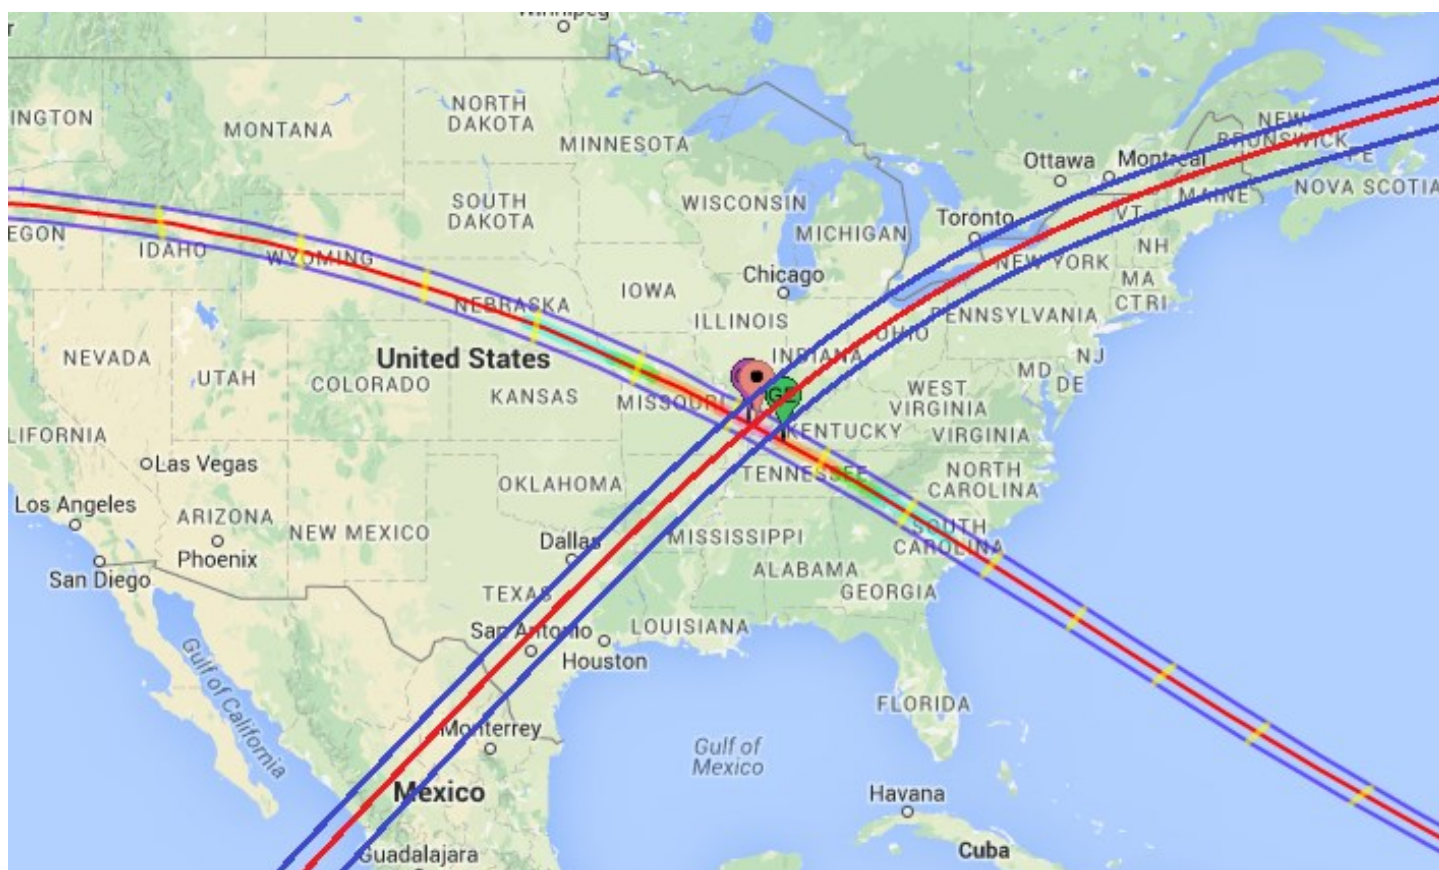 Winnipeg
NORTH
DAKOTA
INGTON
MONTANA
MINNESOTA
NEW
BRUNSWICK
PE
Ottawa
Montreal
MAINE
NOVA SCOTIA
SOUTH
DAKOTA
WISCONSIN
MICHIGAN
Toronto
VT
NH
EGON
IDAHO
WYOMING
NEW YORK
MA
CT RI
Chicago
IOWA
NEBRASKA
ILLINOIS
PENNSYLVANIA
OHIO
INDIANA
NJ
MD
DE
NEVADA
United States
UTAH
COLORADO
KANSAS
MISSOURI
GE
WEST
VIRGINIA
KENTUCKY
VIRGINIA
LIFORNIA
Las Vegas
OKLAHOMA
TENNESSEE
NORTH
CAROLINA
Los Angeles
ARIZONA
Phoenix
NEW MEXICO
Dallas
MISSISSIPPI
SOUTH
CAROLINA
San Diego
ALABAMA
GEORGIA
TEXAS
San Antonio
LOUISIANA
Houston
Gulf of California
FLORIDA
Monterrey
Gulf of
Mexico
Mexico
Havana
Cuba
Guadalajara